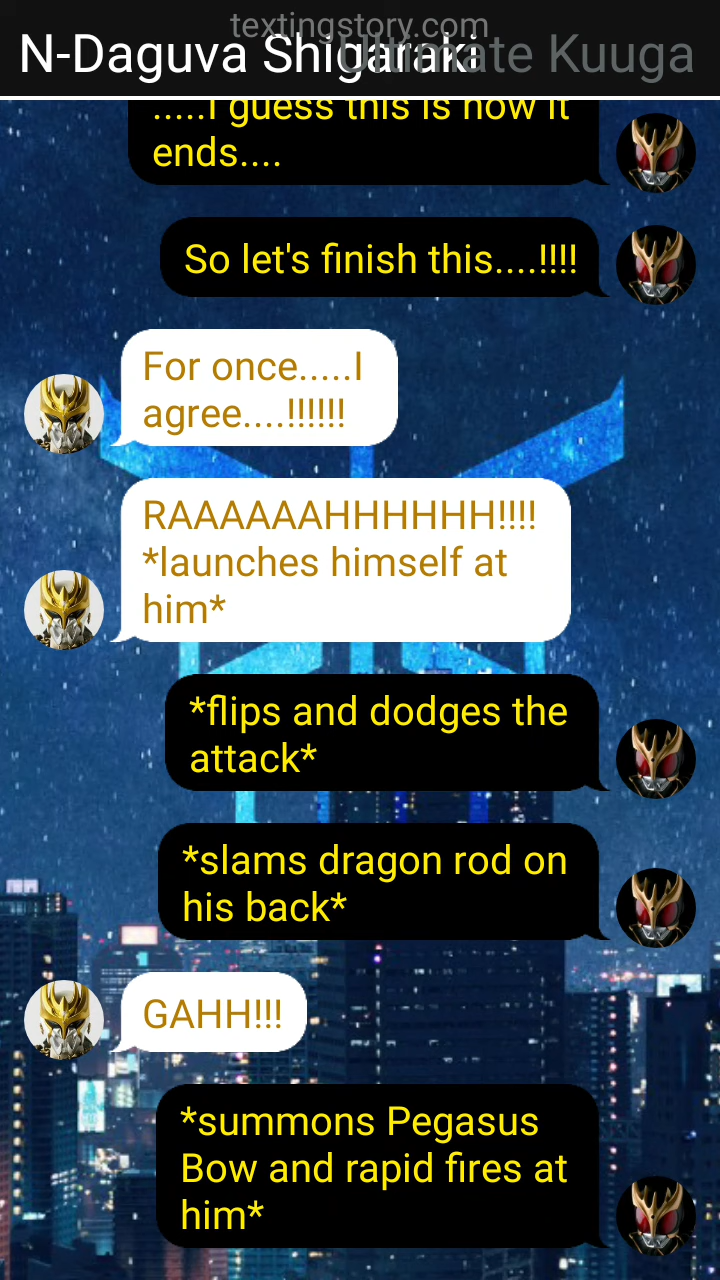 textingstory.com
N-Daguva Shigaraki
Ultimate Kuuga
.....I guess this is how it
ends....
So let's finish this....!!!!
For once.....I
agree....!!!!!!
RAAAAAAHHHHHH!!!!
*launches himself at
him*
*flips and dodges the
attack*
*slams dragon rod on
his back*
GAHH!!!
*summons Pegasus
Bow and rapid fires at
him*